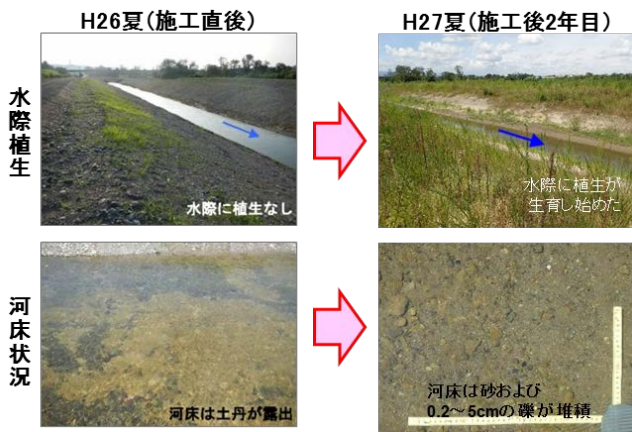 H26夏(施工直後)
H27夏(施工後2年目)
水際植生
水際に植生なし
水際に植生が
生育し始めた
河床状況
河床は土丹が露出
河床は砂および
0.2～5cmの礫が堆積